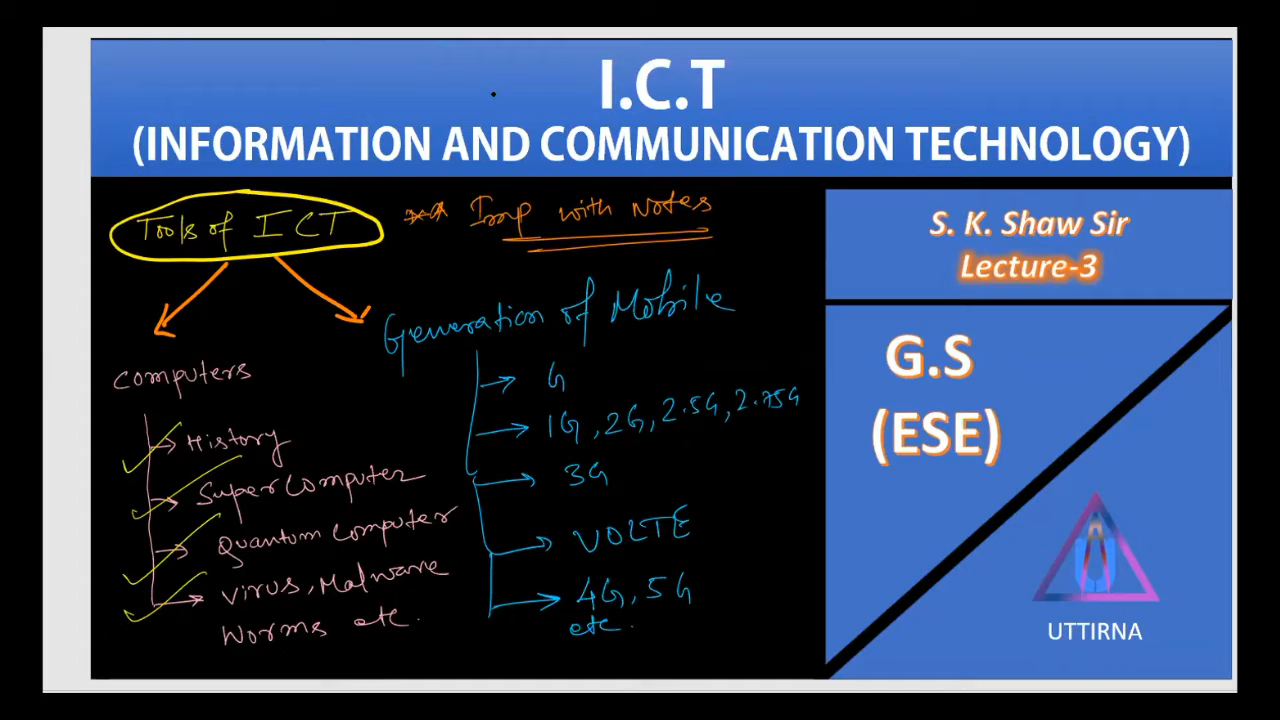 I.C.T
(INFORMATION AND COMMUNICATION TECHNOLOGY)
Tools of ICT
Imp with Notes
Computers
History
Super Computer
Quantum Computer
Virus, Malware
Worms etc.
Generation of Mobile
G
1G, 2G, 2.5G, 2.75G
3G
VOLTE
4G, 5G
etc.
S. K. Shaw Sir
Lecture-3
G.S
(ESE)
UTTIRNA